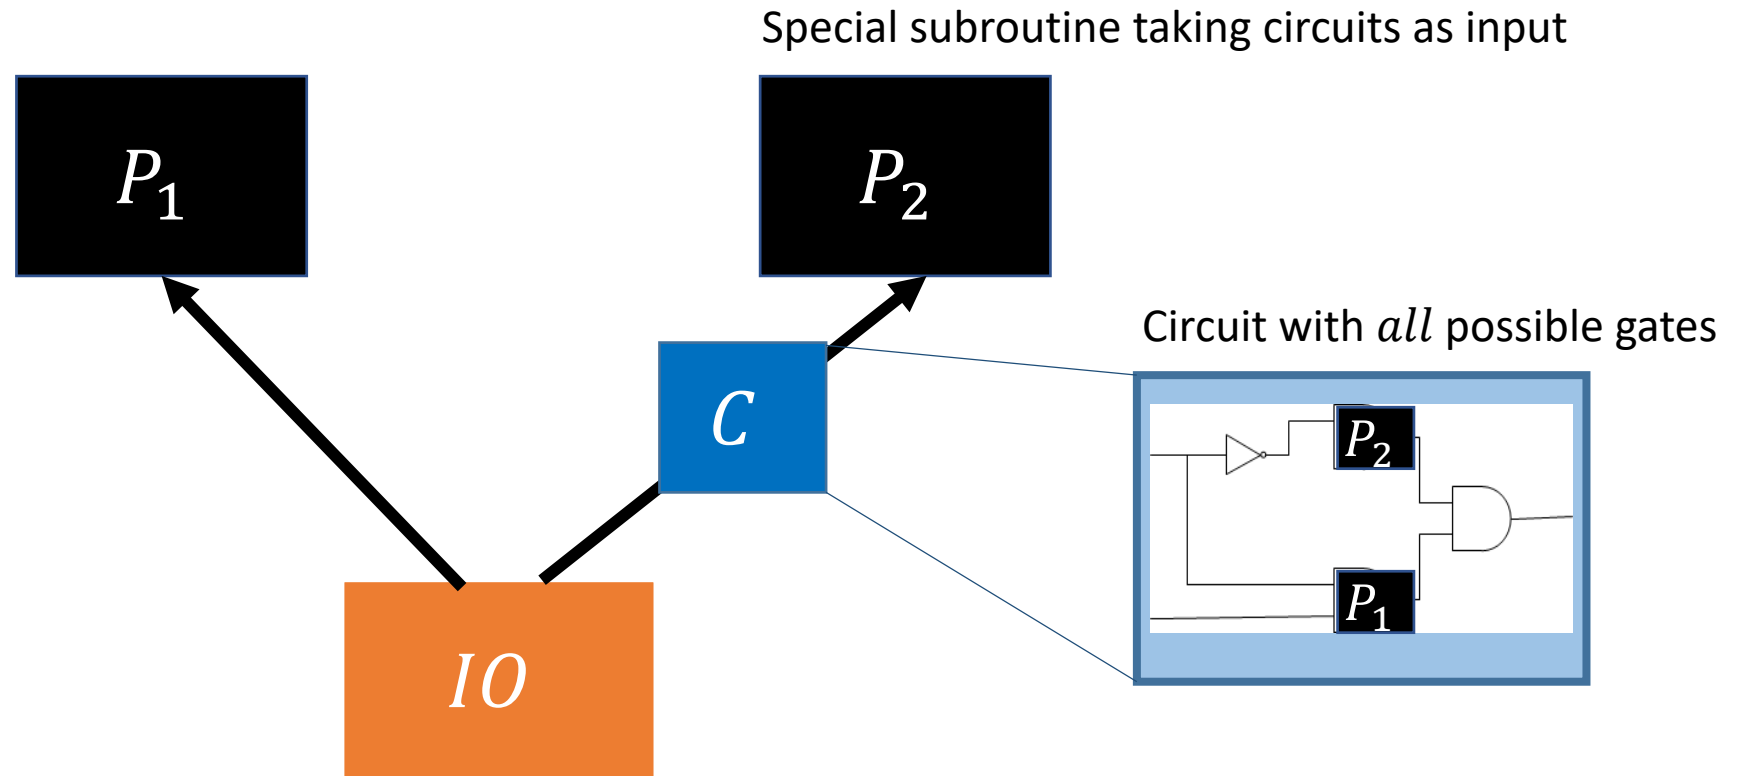 Special subroutine taking circuits as input
P₁
P₂
Circuit with all possible gates
C
P₂
P₁
IO